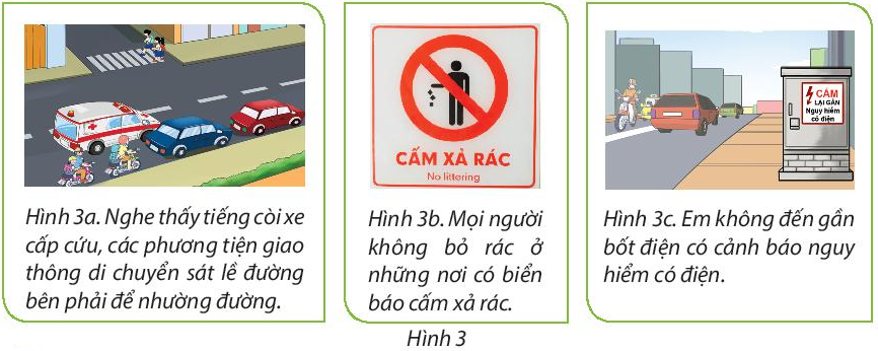 CẤM XẢ RÁC
No littering
CẤM
LẠI GẦN
Nguy hiểm
có điện
Hình 3a. Nghe thấy tiếng còi xe
cấp cứu, các phương tiện giao
thông di chuyển sát lề đường
bên phải để nhường đường.
Hình 3b. Mọi người
không bỏ rác ở
những nơi có biển
báo cấm xả rác.
Hình 3c. Em không đến gần
bốt điện có cảnh báo nguy
hiểm có điện.
Hình 3